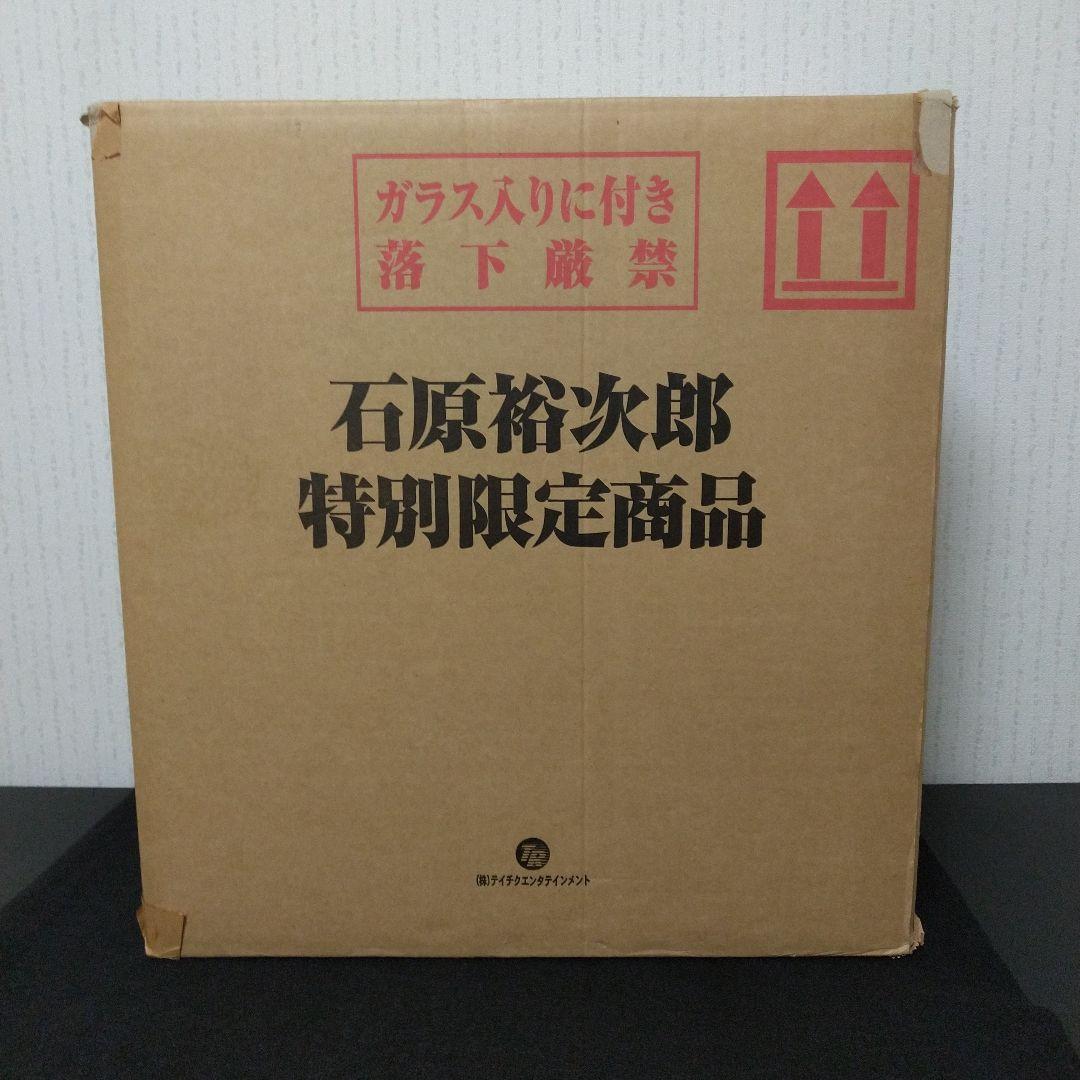 ガラス入りに付き
落下厳禁
石原裕次郎
特別限定商品
TR
(株)テイチクエンタテインメント